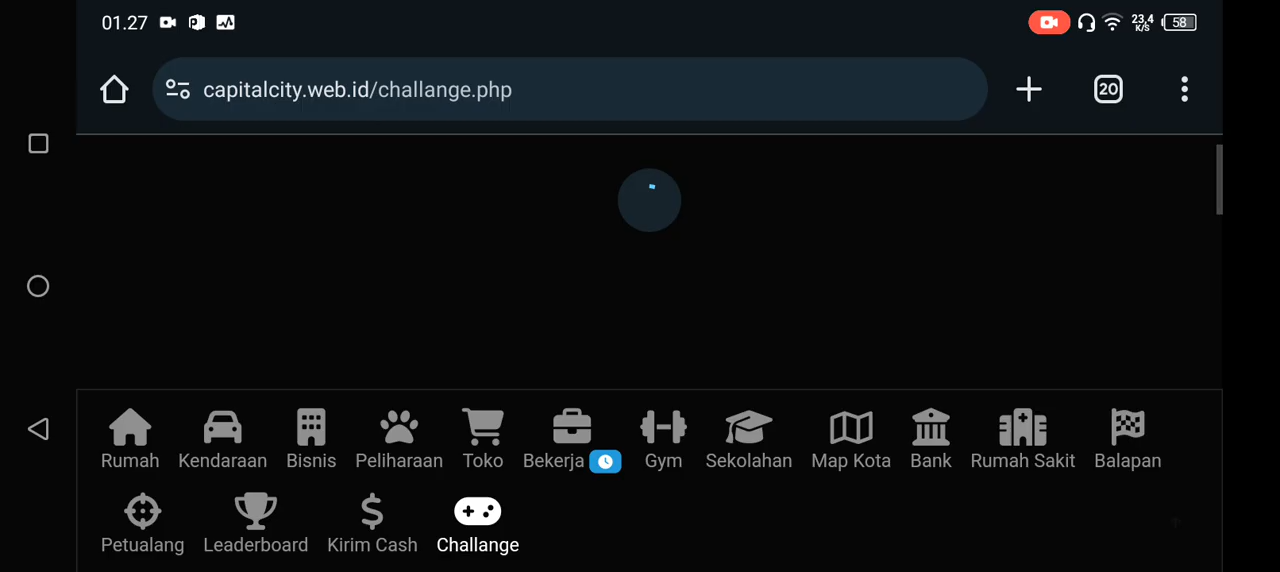 01.27
23,4
K/S
58
capitalcity.web.id/challange.php
20
Rumah Kendaraan Bisnis Peliharaan Toko Bekerja Gym Sekolahan Map Kota Bank Rumah Sakit Balapan
Petualang Leaderboard Kirim Cash Challange